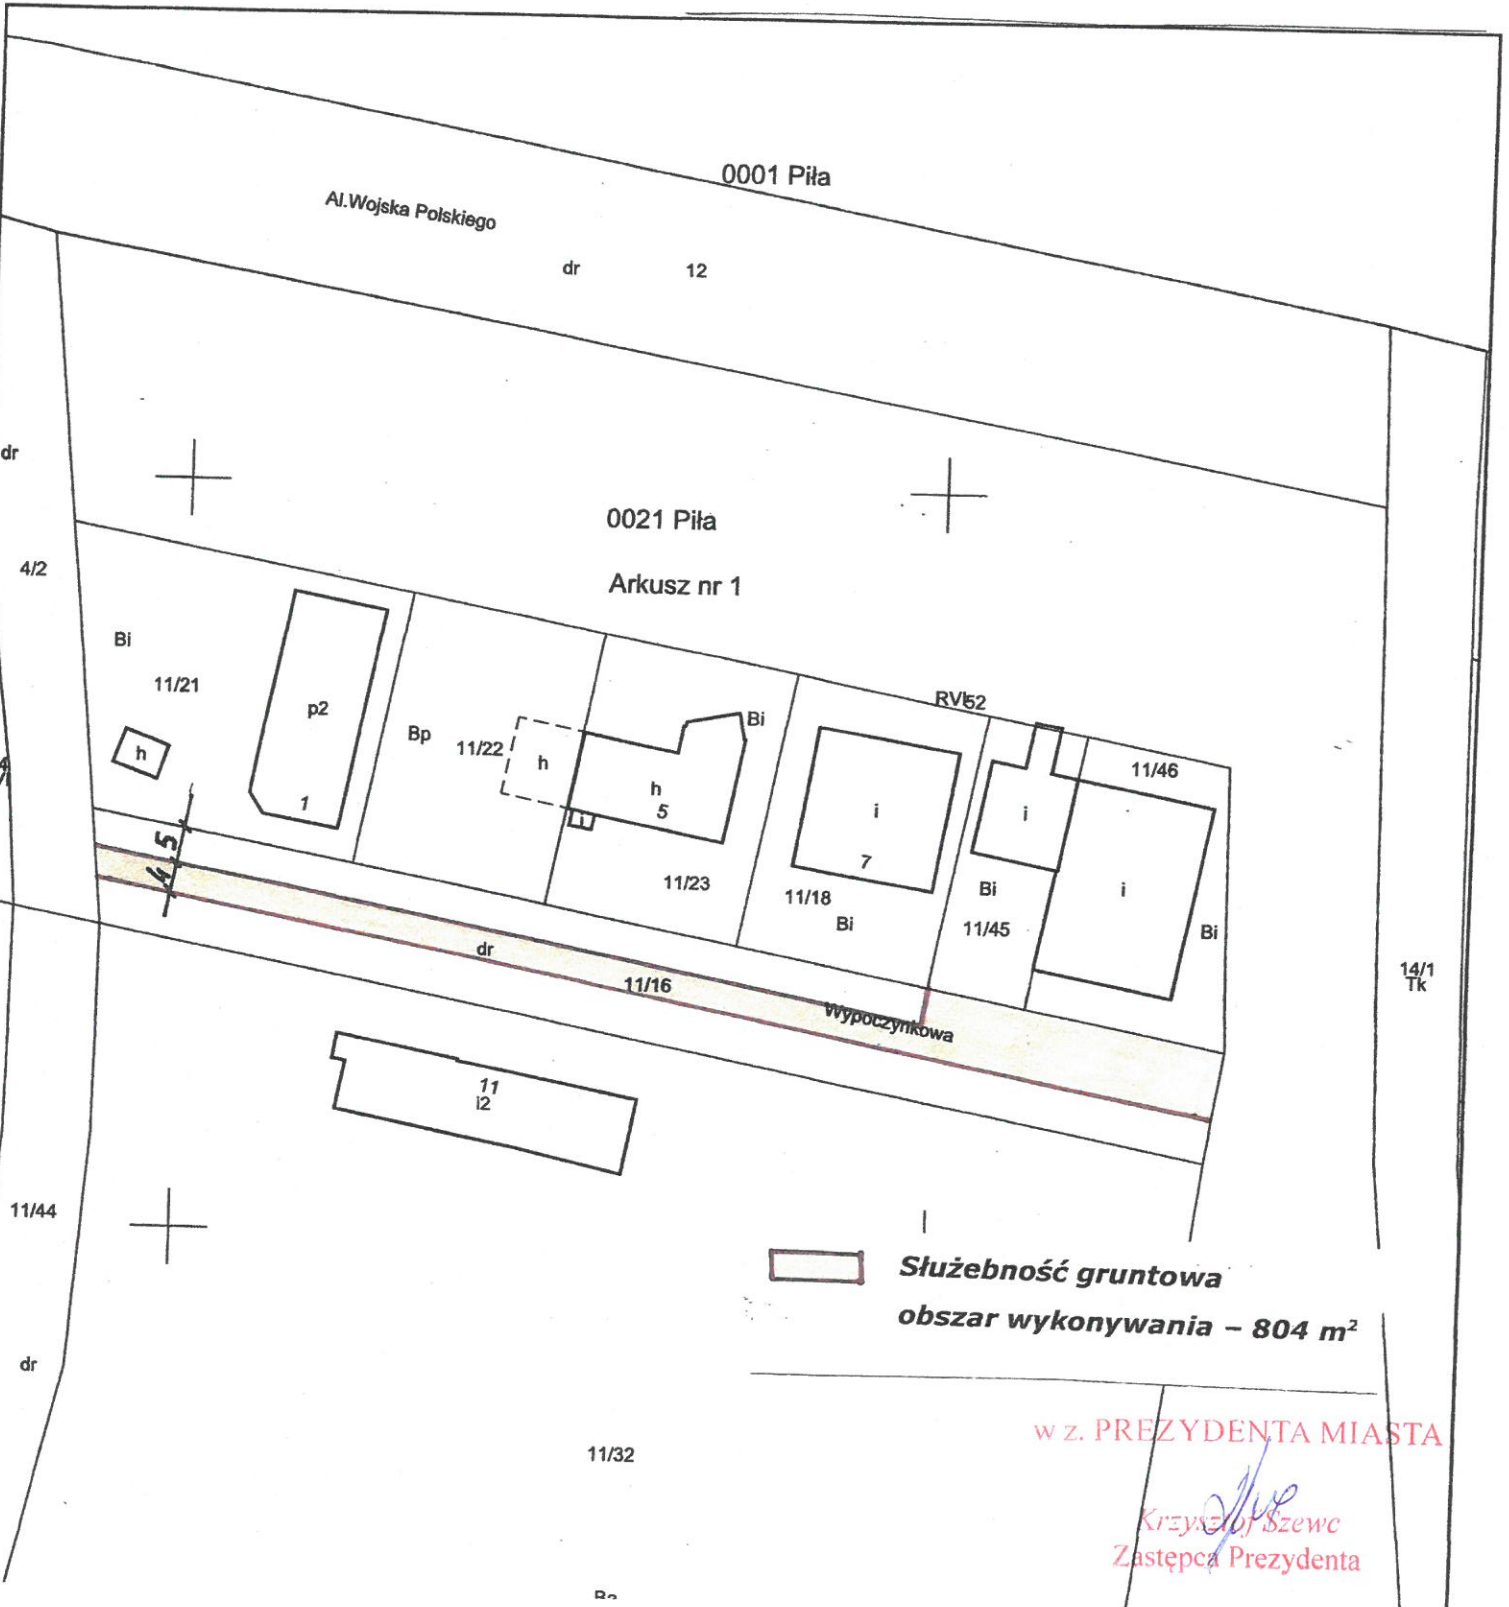 0001 Piła
Al.Wojska Polskiego
dr
12
dr
0021 Piła
4/2
Arkusz nr 1
Bi
11/21
p2
h
1
Bp
11/22
h
Bi
h
5
i
11/23
RVI
52
i
7
11/18
Bi
11/46
i
Bi
11/45
i
Bi
14/1
Tk
5
4
dr
11/16
Wypoczynkowa
11
i2
11/44
Służebność gruntowa
obszar wykonywania – 804 m²
dr
w z. PREZYDENTA MIASTA
11/32
Krzysztof Szewc
Zastępca Prezydenta